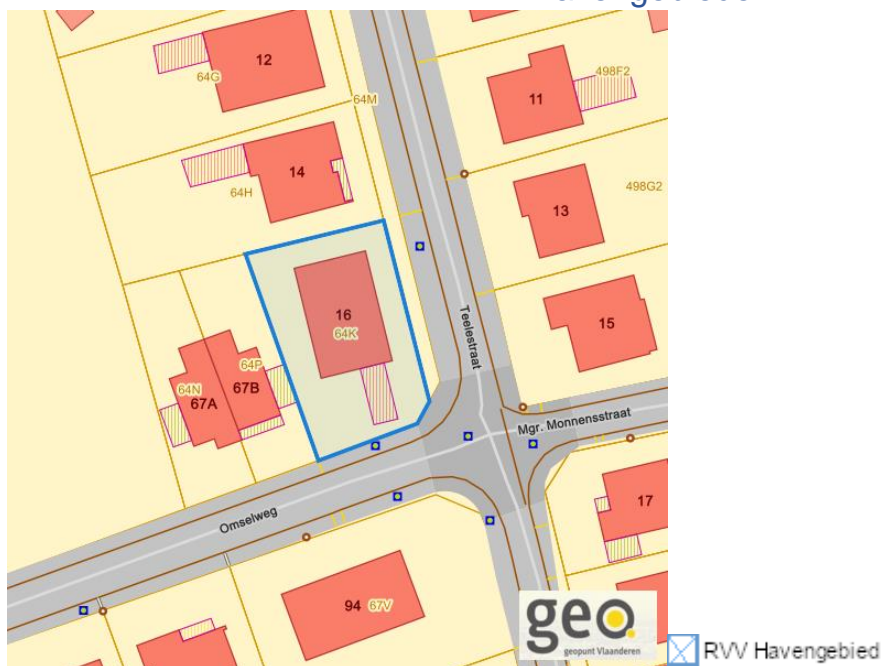 12
64G
64M
11
498F2
14
64H
13
498G2
16
64K
15
Teelestraat
64P
64N
67B
67A
Mgr. Monnensstraat
17
Omselweg
94
67V
geo
geopunt Vlaanderen
RVV Havengebied